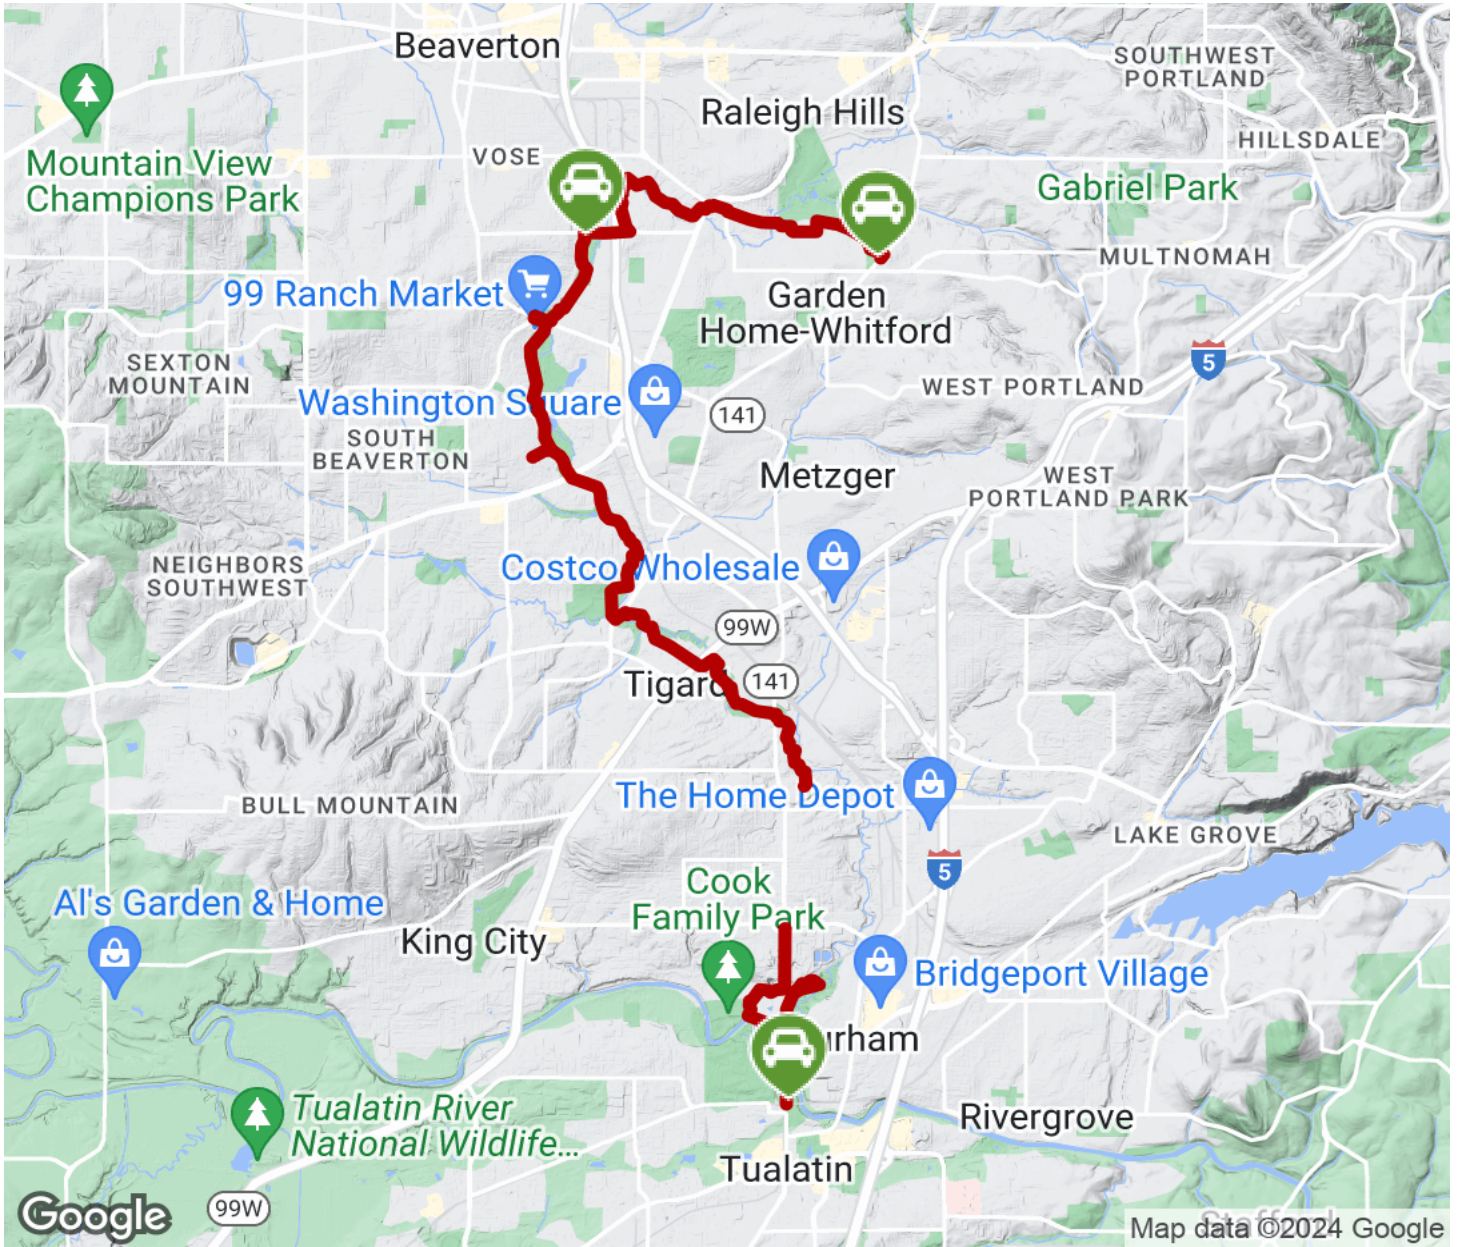 Beaverton
SOUTHWEST
PORTLAND
Raleigh Hills
HILLSDALE
VOSE
Mountain View
Champions Park
Gabriel Park
MULTNOMAH
99 Ranch Market
Garden
Home-Whitford
5
SEXTON
MOUNTAIN
WEST PORTLAND
Washington Square
141
SOUTH
BEAVERTON
Metzger
WEST
PORTLAND PARK
NEIGHBORS
SOUTHWEST
Costco Wholesale
99W
Tigard
141
The Home Depot
BULL MOUNTAIN
LAKE GROVE
5
Cook
Family Park
Al's Garden & Home
King City
Bridgeport Village
urham
Tualatin River
National Wildlife...
Rivergrove
Tualatin
99W
Google
Map data ©2024 Google